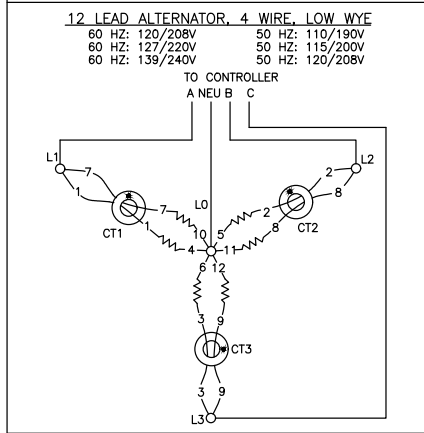 12 LEAD ALTERNATOR, 4 WIRE, LOW WYE
60 HZ: 120/208V 50 HZ: 110/190V
60 HZ: 127/220V 50 HZ: 115/200V
60 HZ: 139/240V 50 HZ: 120/208V
TO CONTROLLER
A NEU B C
L1 L2
7 2
1 8
L0
7 2
1 8
CT1 CT2
10 5
4 11
6 12
3 9
CT3
3 9
L3